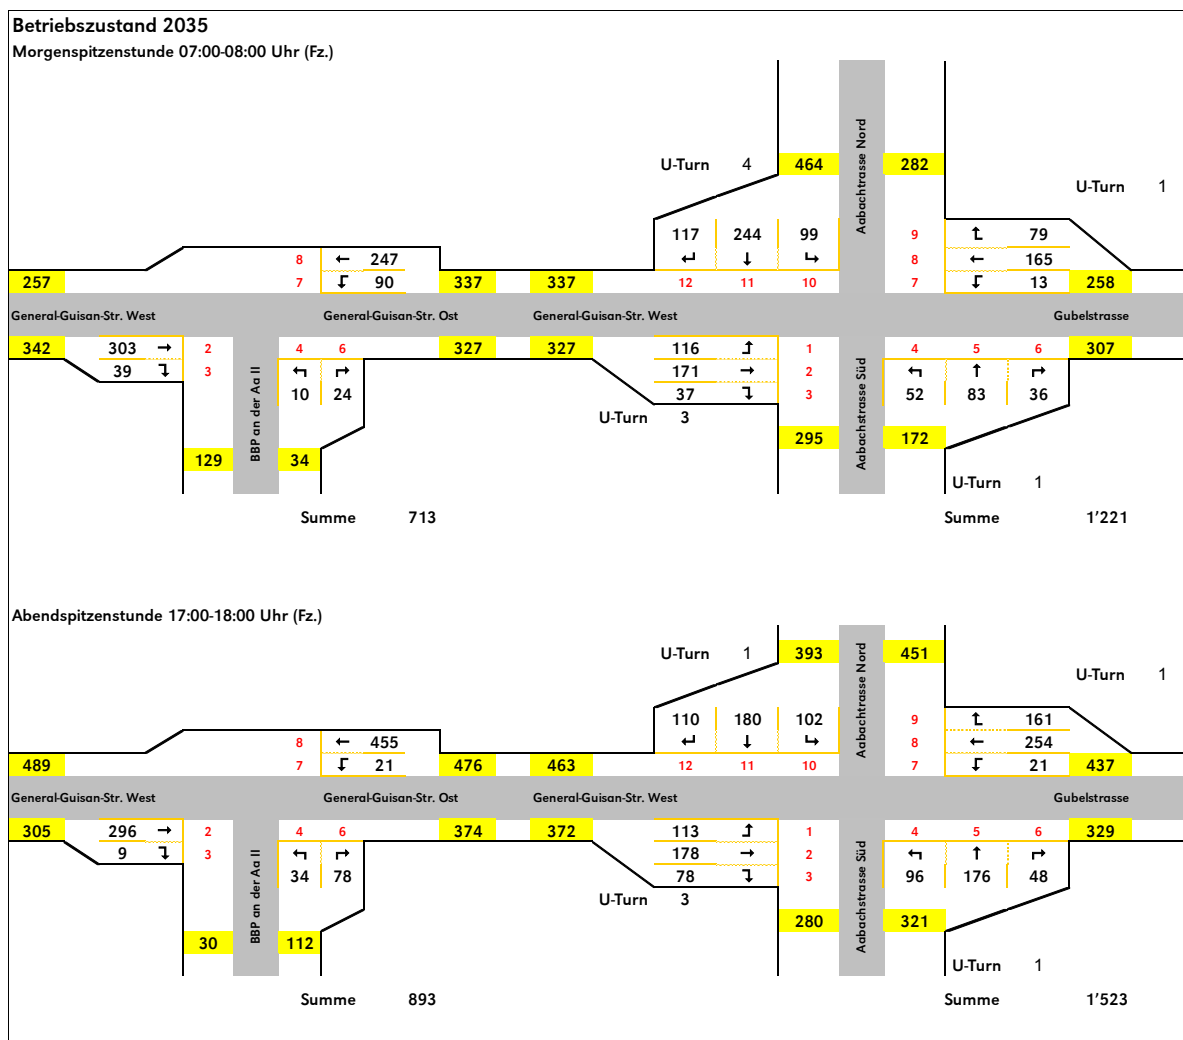 Betriebszustand 2035
Morgenspitzenstunde 07:00-08:00 Uhr (Fz.)
U-Turn 4 464 282
U-Turn 1
Aabachtrasse Nord
117 244 99 9 79
8 247 8 165
7 90 12 11 10 7 13
257 337 337 258
General-Guisan-Str. West General-Guisan-Str. Ost General-Guisan-Str. West Gubelstrasse
342 303 2 4 6 327 327 116 1 4 5 6 307
39 3 171 2
10 24 37 3 52 83 36
U-Turn 3
BBP an der Aa II
Aabachstrasse Süd
129 34 295 172
U-Turn 1
Summe 713 Summe 1’221
Abendspitzenstunde 17:00-18:00 Uhr (Fz.)
U-Turn 1 393 451
U-Turn 1
Aabachtrasse Nord
110 180 102 9 161
8 455 8 254
489 7 21 476 463 12 11 10 7 21 437
General-Guisan-Str. West General-Guisan-Str. Ost General-Guisan-Str. West Gubelstrasse
305 296 2 4 6 374 372 113 1 4 5 6 329
9 3 178 2
34 78 78 3 96 176 48
U-Turn 3
BBP an der Aa II
Aabachstrasse Süd
280 321
30 112
U-Turn 1
Summe 893 Summe 1’523